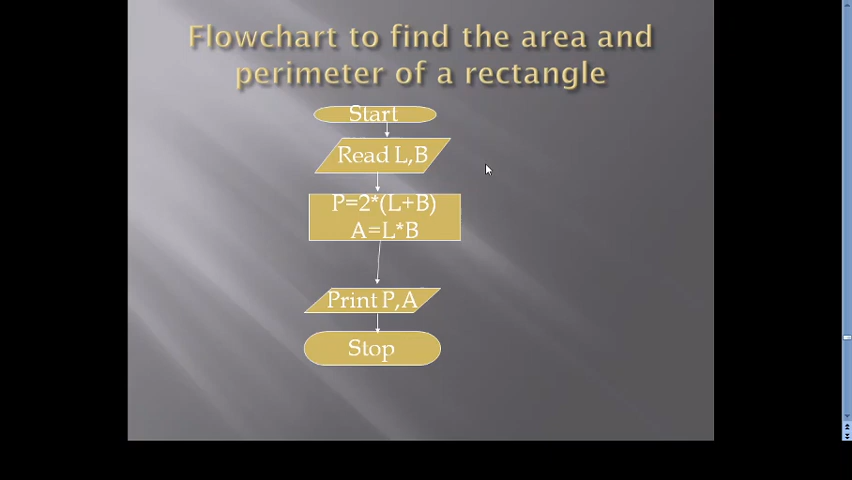 Flowchart to find the area and
perimeter of a rectangle
Start
Read L,B
P=2*(L+B)
A=L*B
Print P,A
Stop